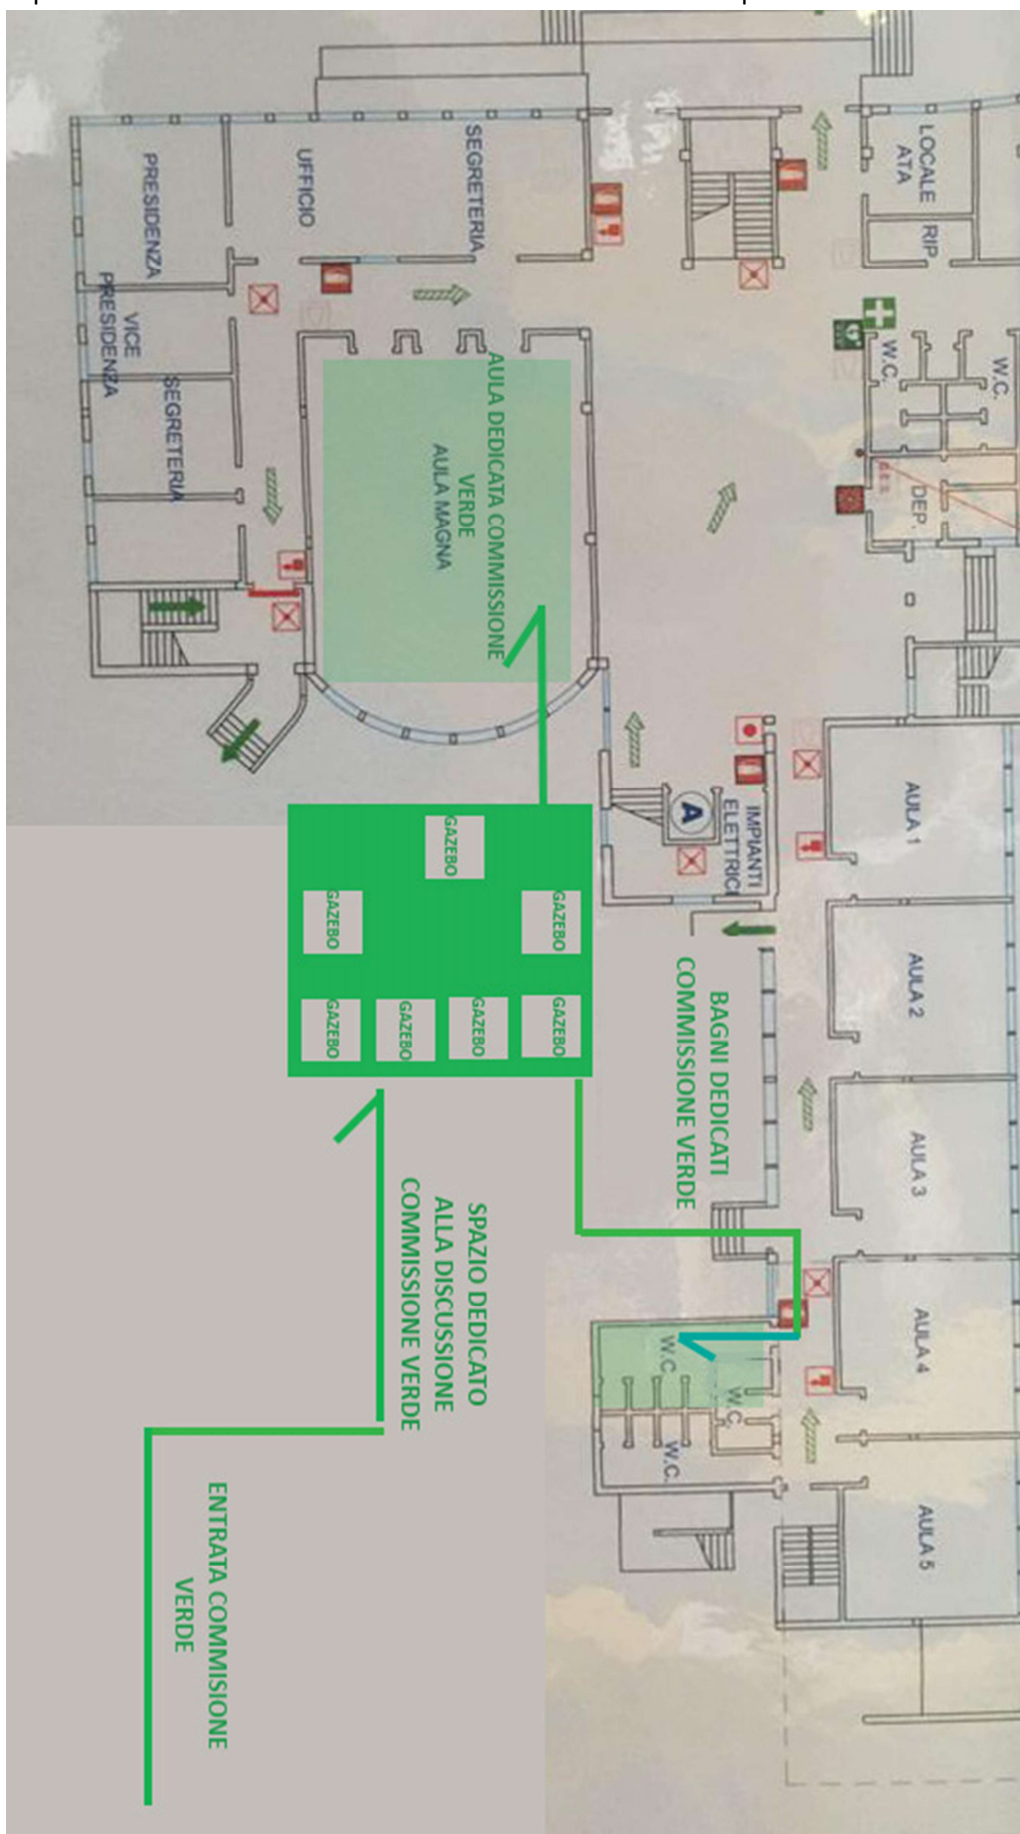 LOCALE
ATA
RIP
W.C.
W.C.
DEP.
AULA 1
AULA 2
AULA 3
AULA 4
AULA 5
IMPIANTI
ELETTRICI
A
BAGNI DEDICATI
COMMISSIONE VERDE
W.C.
W.C.
W.C.
SEGRETERIA
UFFICIO
PRESIDENZA
VICE
PRESIDENZA
SEGRETERIA
AULA DEDICATA COMMISSIONE
VERDE
AULA MAGNA
GAZEBO
GAZEBO
GAZEBO
GAZEBO
GAZEBO
GAZEBO
GAZEBO
SPAZIO DEDICATO
ALLA DISCUSSIONE
COMMISSIONE VERDE
ENTRATA COMMISIONE
VERDE